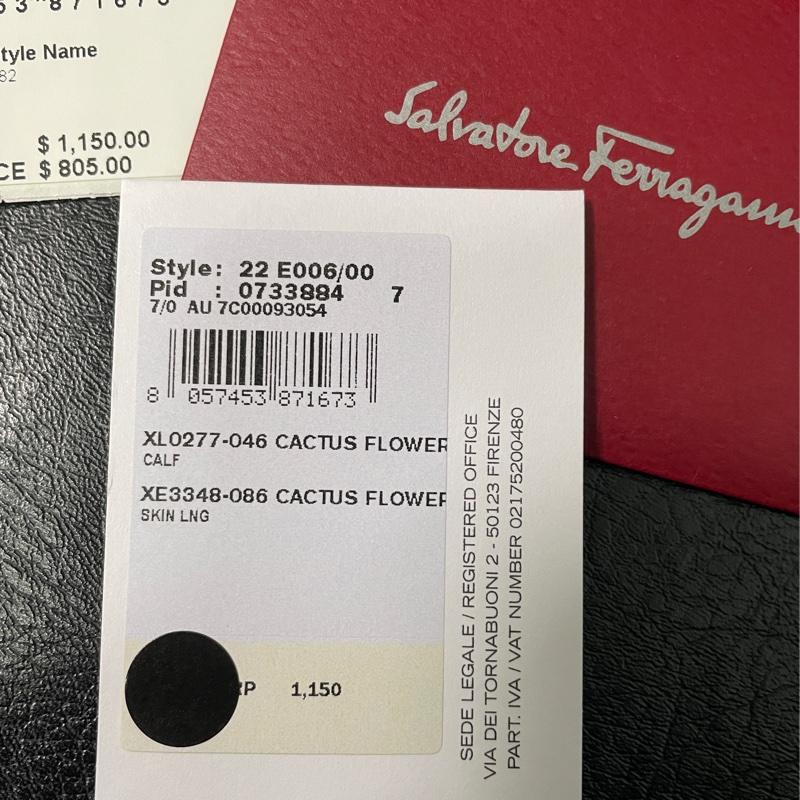 tyle Name
82
$ 1,150.00
CE $ 805.00
Salvatore Ferragamo
Style: 22 E006/00
Pid : 0733884 7
7/0 AU 7C00093054
8 057453 871673
XL0277-046 CACTUS FLOWER
CALF
XE3348-086 CACTUS FLOWER
SKIN LNG
RP 1,150
SEDE LEGALE / REGISTERED OFFICE
VIA DEI TORNABUONI 2 - 50123 FIRENZE
PART. IVA / VAT NUMBER 02175200480